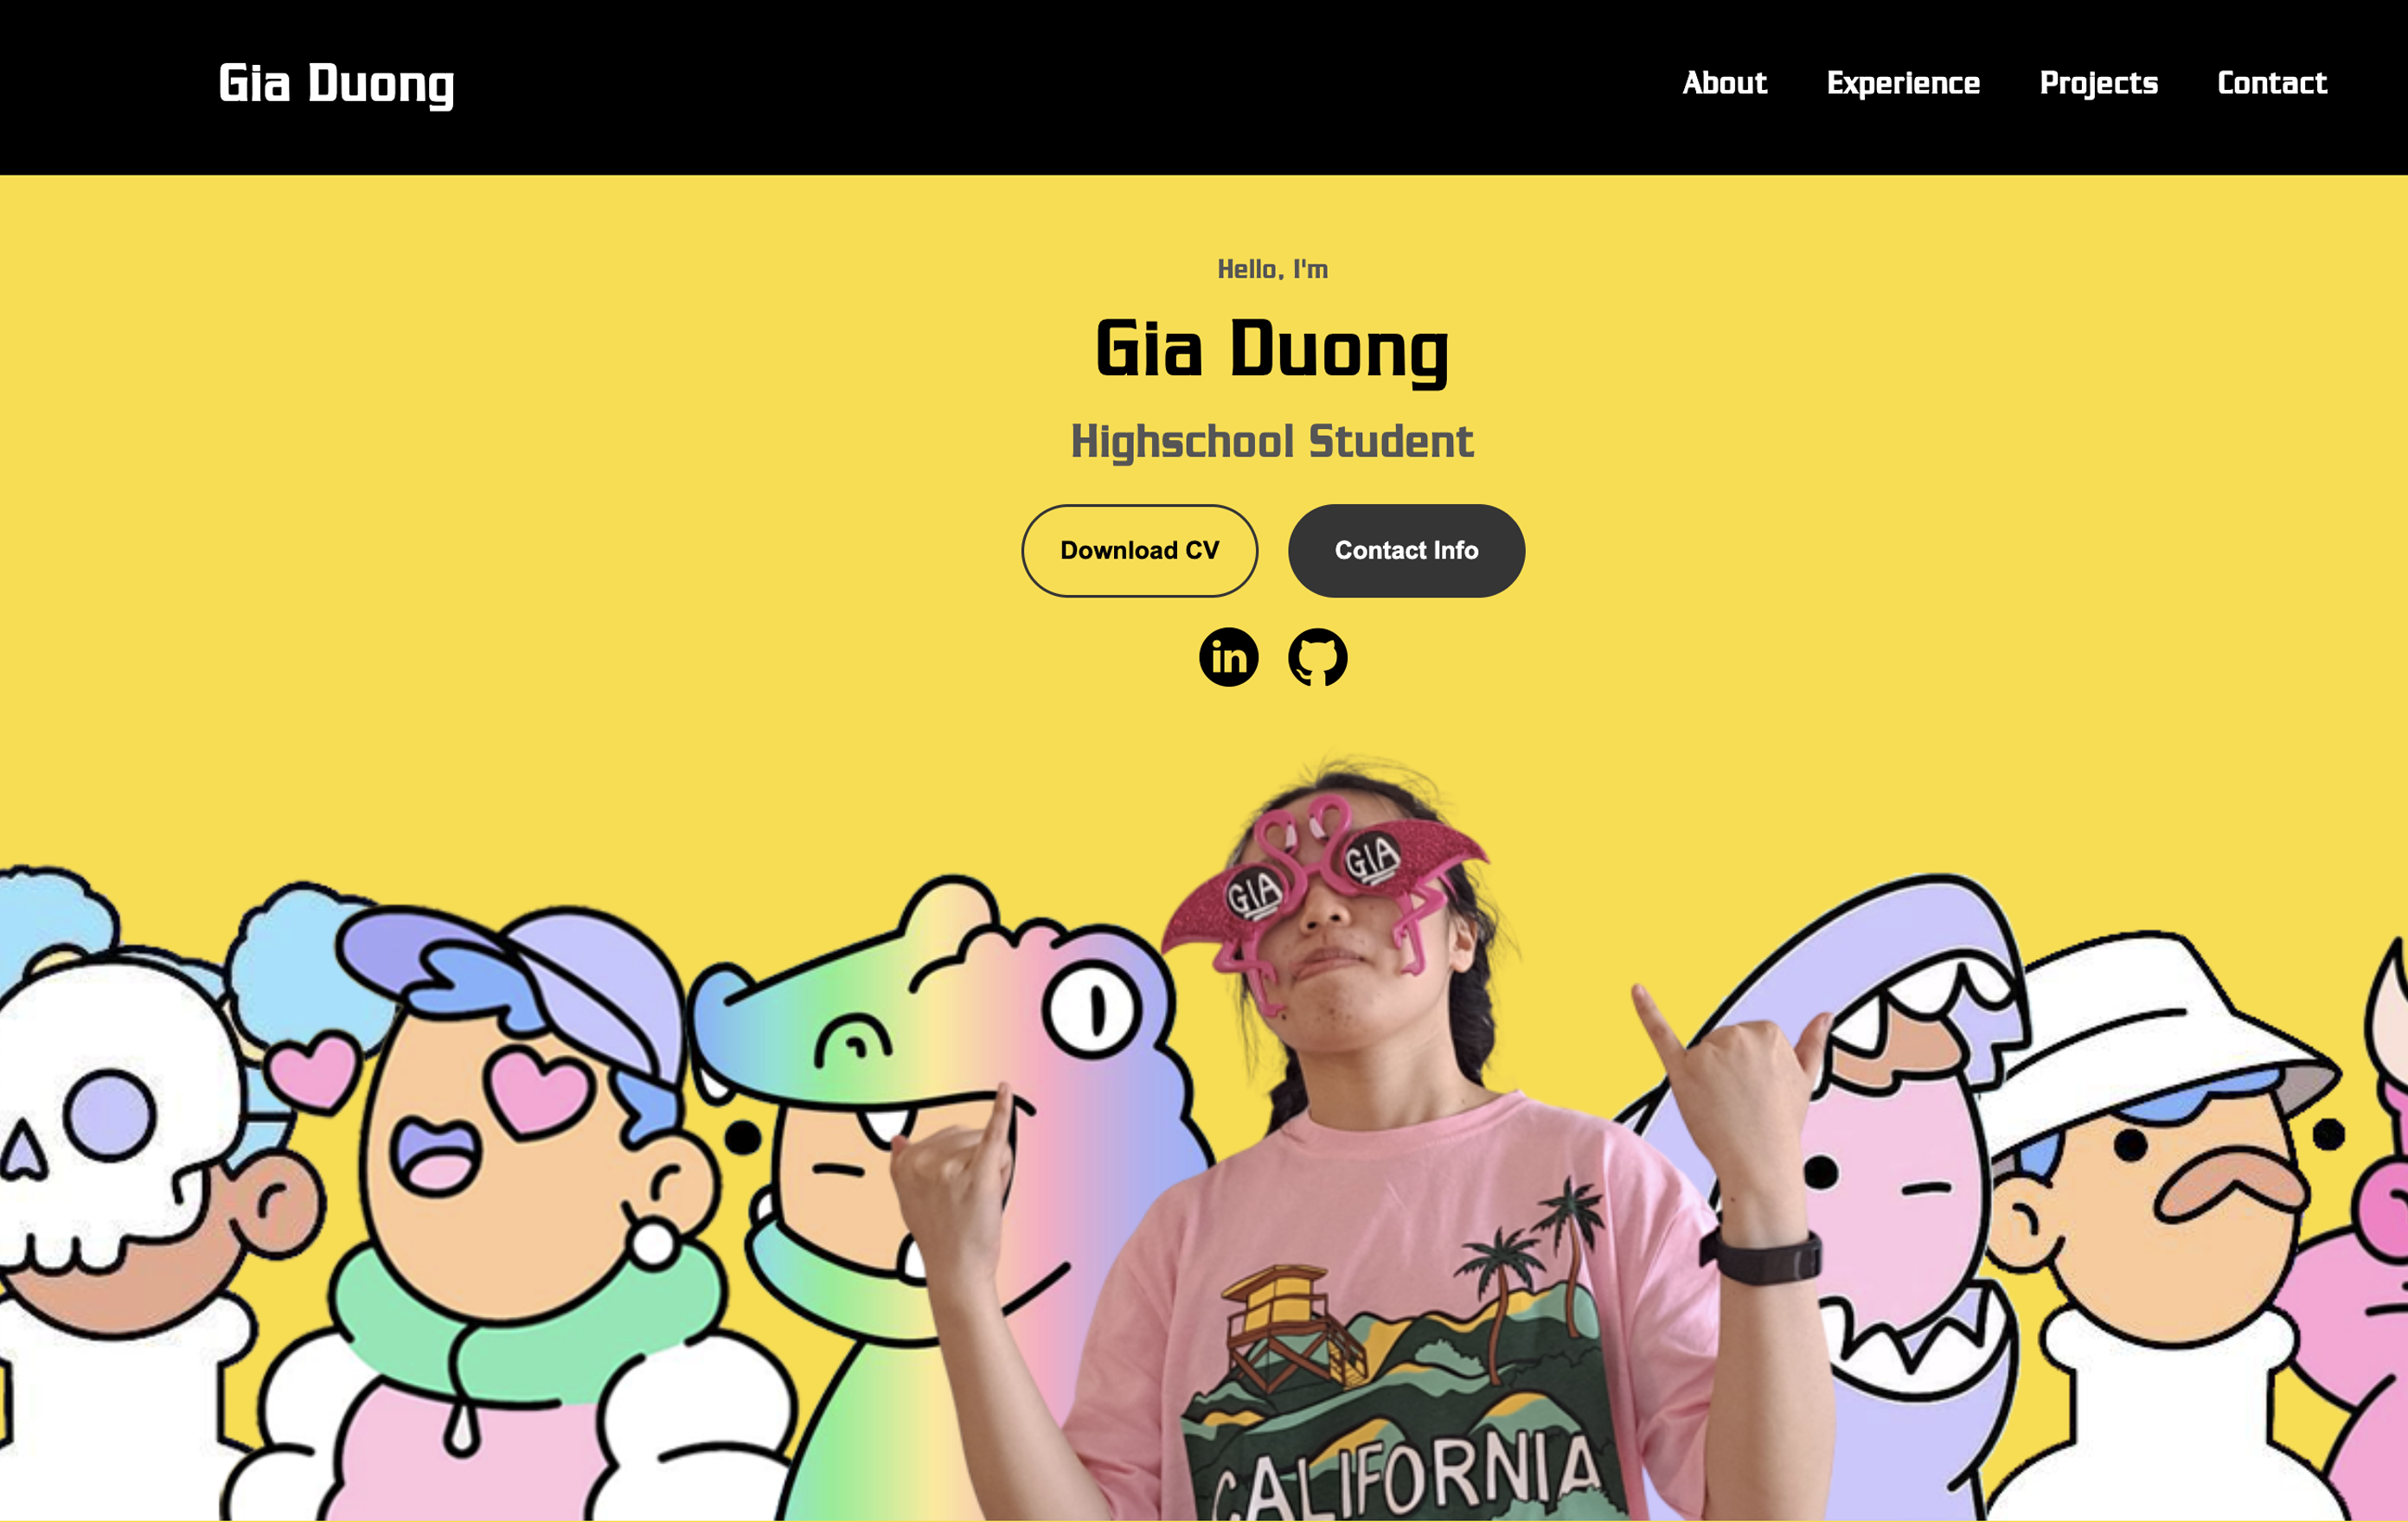 Gia Duong
About Experience Projects Contact
Hello, I'm
Gia Duong
Highschool Student
Download CV Contact Info
in
GIA GIA
CALIFORNIA